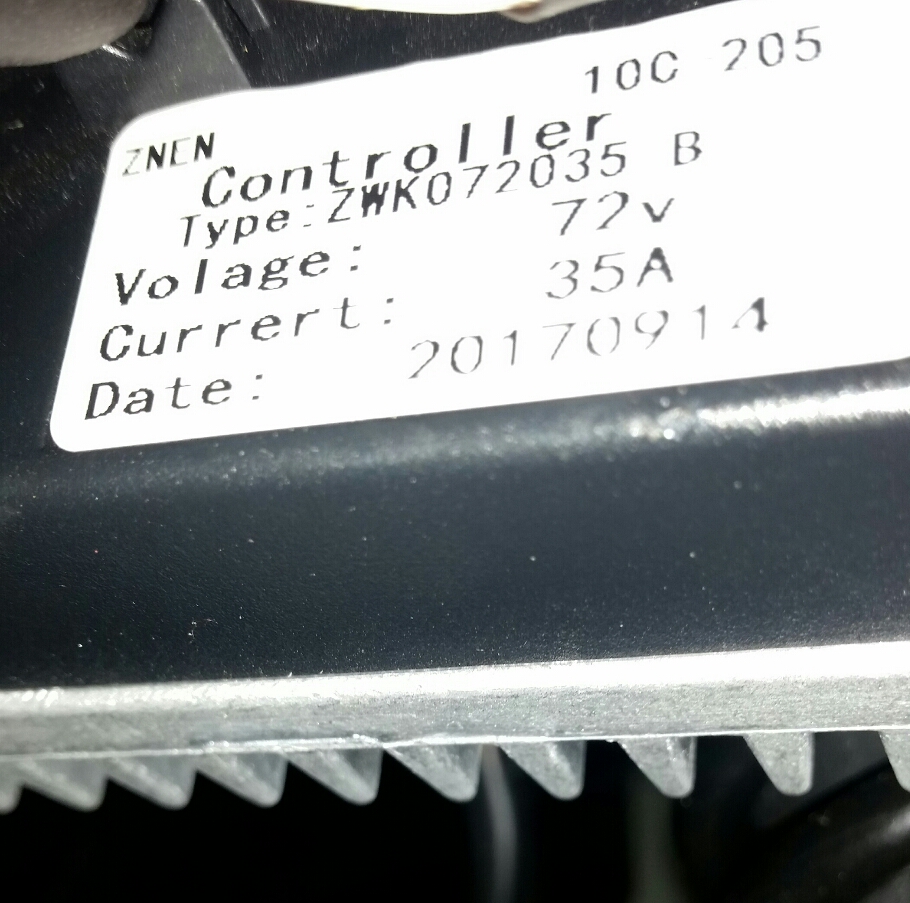 10C 205
ZNEN
Controller
Type:ZWK072035 B
Volage: 72v
Currert: 35A
Date: 20170914